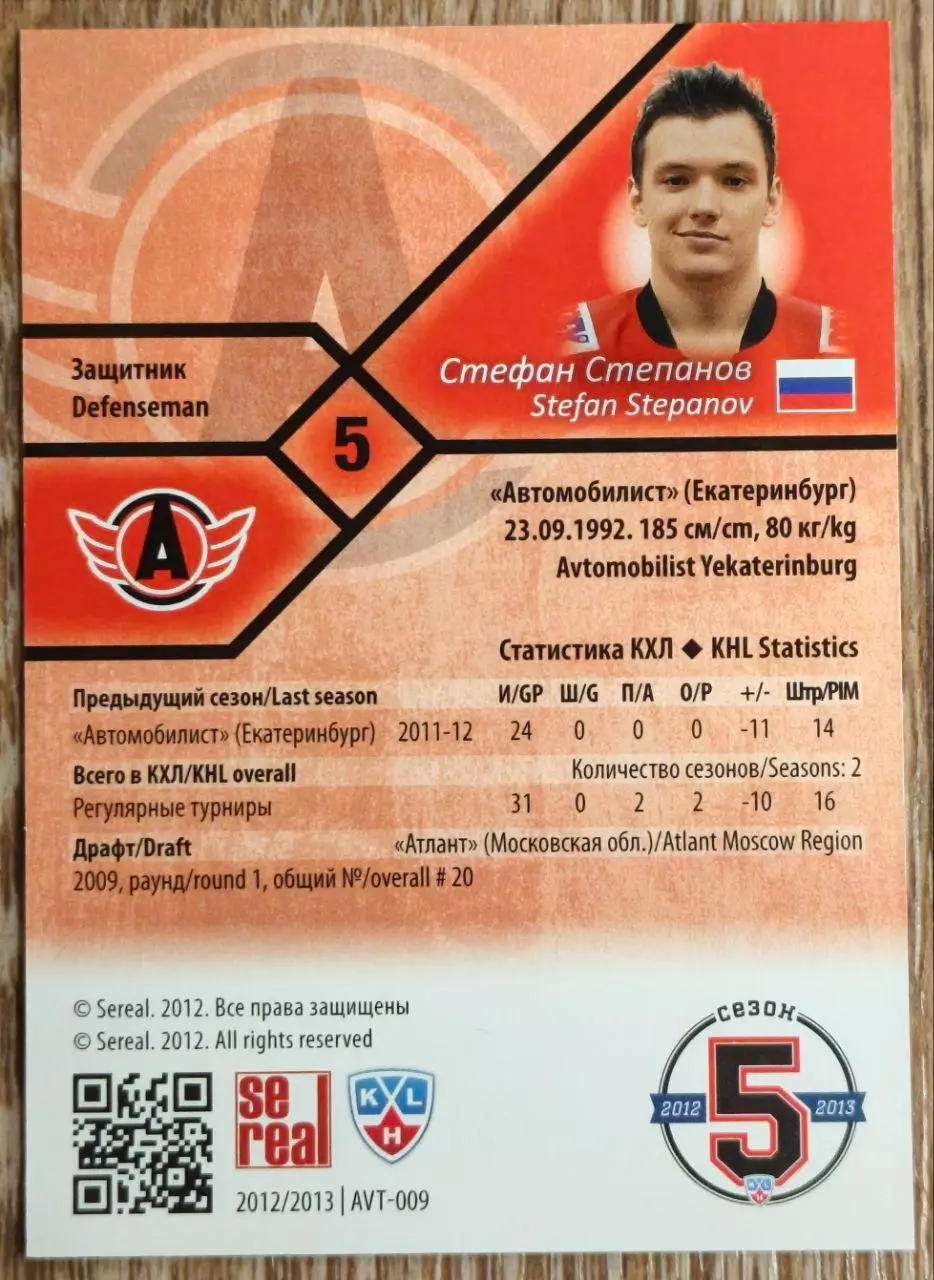 Защитник
Defenseman
5
Стефан Степанов
Stefan Stepanov
A
«Автомобилист» (Екатеринбург)
23.09.1992. 185 см/cm, 80 кг/kg
Avtomobilist Yekaterinburg
Статистика КХЛ ◆ KHL Statistics
Предыдущий сезон/Last season И/GP Ш/G П/A О/P +/- Штр/PIM
«Автомобилист» (Екатеринбург) 2011-12 24 0 0 0 -11 14
Всего в КХЛ/KHL overall Количество сезонов/Seasons: 2
Регулярные турниры 31 0 2 2 -10 16
Драфт/Draft «Атлант» (Московская обл.)/Atlant Moscow Region
2009, раунд/round 1, общий №/overall # 20
© Sereal. 2012. Все права защищены
© Sereal. 2012. All rights reserved
se
real
KXL
H
2012/2013 | AVT-009
сезон
2012 5 2013
KXL
H